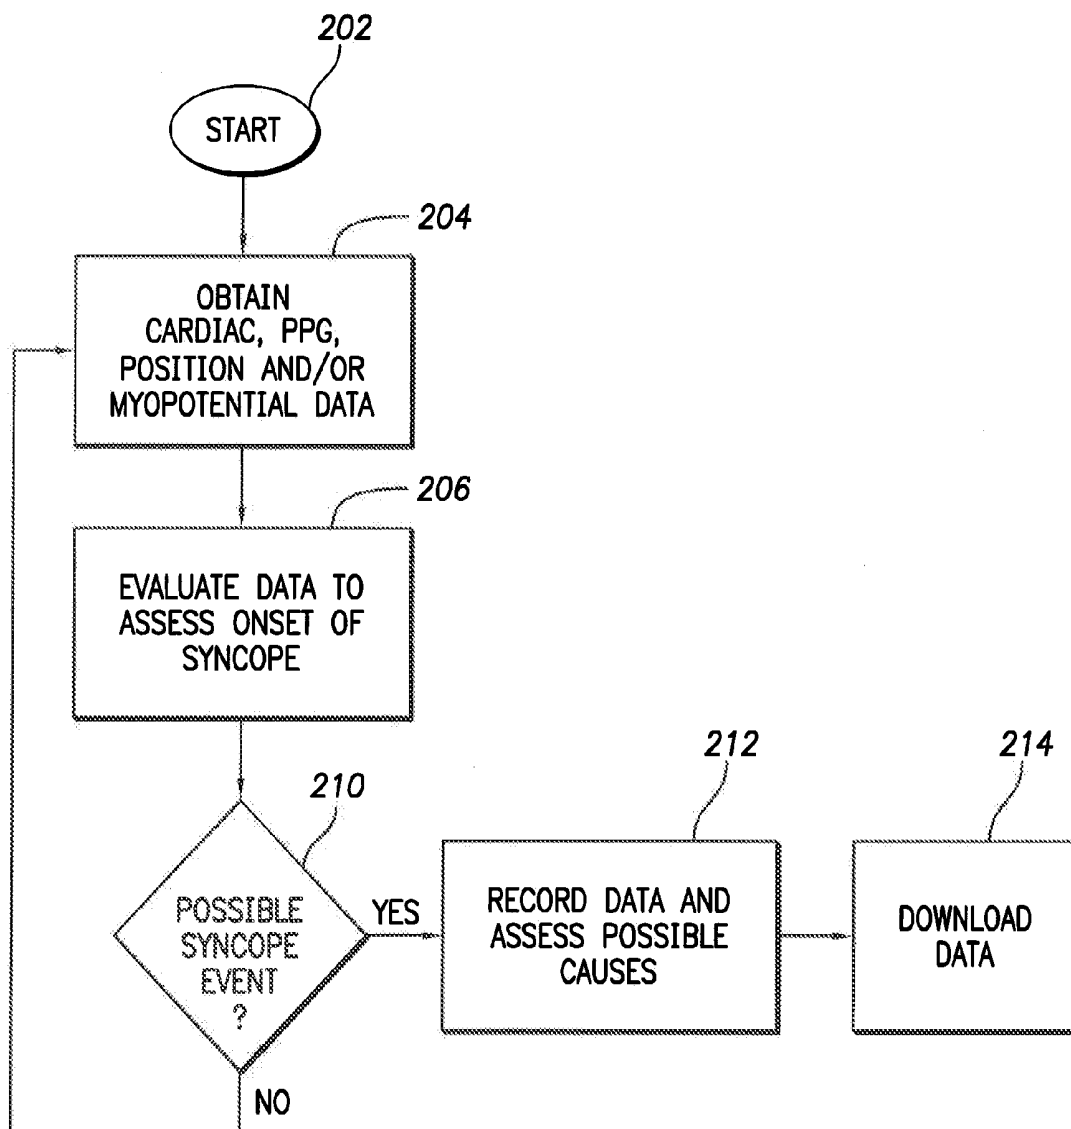 202
START
204
OBTAIN
CARDIAC, PPG,
POSITION AND/OR
MYOPOTENTIAL DATA
206
EVALUATE DATA TO
ASSESS ONSET OF
SYNCOPE
210
POSSIBLE
SYNCOPE
EVENT
?
YES
NO
212
RECORD DATA AND
ASSESS POSSIBLE
CAUSES
214
DOWNLOAD
DATA